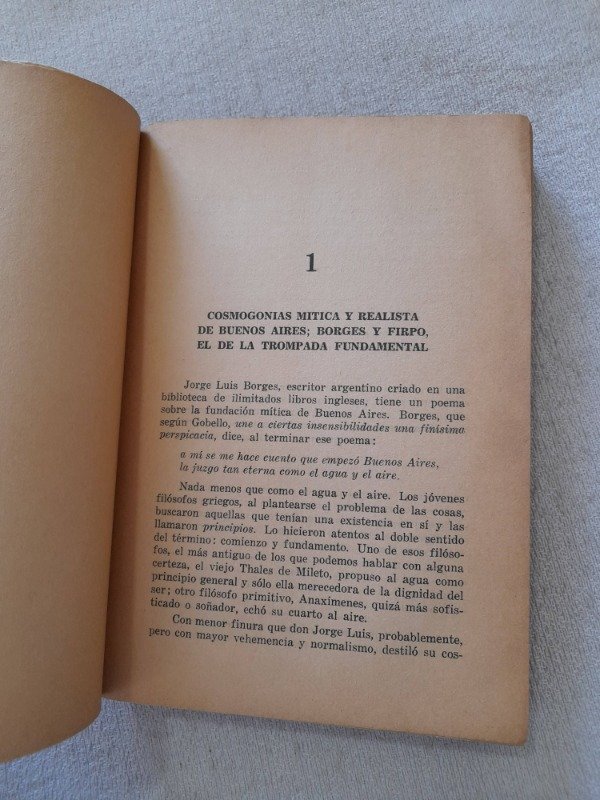 1
COSMOGONIAS MITICA Y REALISTA
DE BUENOS AIRES; BORGES Y FIRPO,
EL DE LA TROMPADA FUNDAMENTAL
Jorge Luis Borges, escritor argentino criado en una
biblioteca de ilimitados libros ingleses, tiene un poema
sobre la fundación mítica de Buenos Aires. Borges, que
según Gobello, une a ciertas insensibilidades una finísima
perspicacia, dice, al terminar ese poema:
a mí se me hace cuento que empezó Buenos Aires,
la juzgo tan eterna como el agua y el aire.
Nada menos que como el agua y el aire. Los jóvenes
filósofos griegos, al plantearse el problema de las cosas,
buscaron aquellas que tenían una existencia en sí y las
llamaron principios. Lo hicieron atentos al doble sentido
del término: comienzo y fundamento. Uno de esos filóso-
fos, el más antiguo de los que podemos hablar con alguna
certeza, el viejo Thales de Mileto, propuso al agua como
principio general y sólo ella merecedora de la dignidad del
ser; otro filósofo primitivo, Anaxímenes, quizá más sofis-
ticado o soñador, echó su cuarto al aire.
Con menor finura que don Jorge Luis, probablemente,
pero con mayor vehemencia y normalismo, destiló su cos-